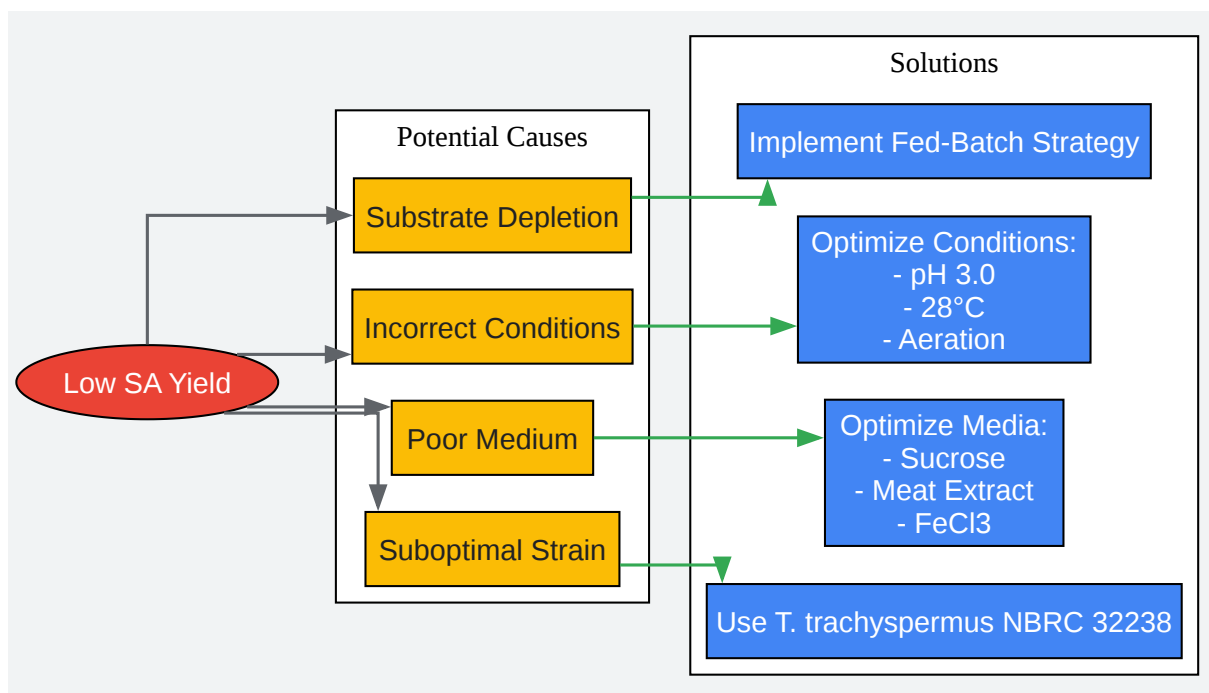 Low SA Yield
Potential Causes
Substrate Depletion
Incorrect Conditions
Poor Medium
Suboptimal Strain
Solutions
Implement Fed-Batch Strategy
Optimize Conditions:
- pH 3.0
- 28°C
- Aeration
Optimize Media:
- Sucrose
- Meat Extract
- FeCl3
Use T. trachyspermus NBRC 32238